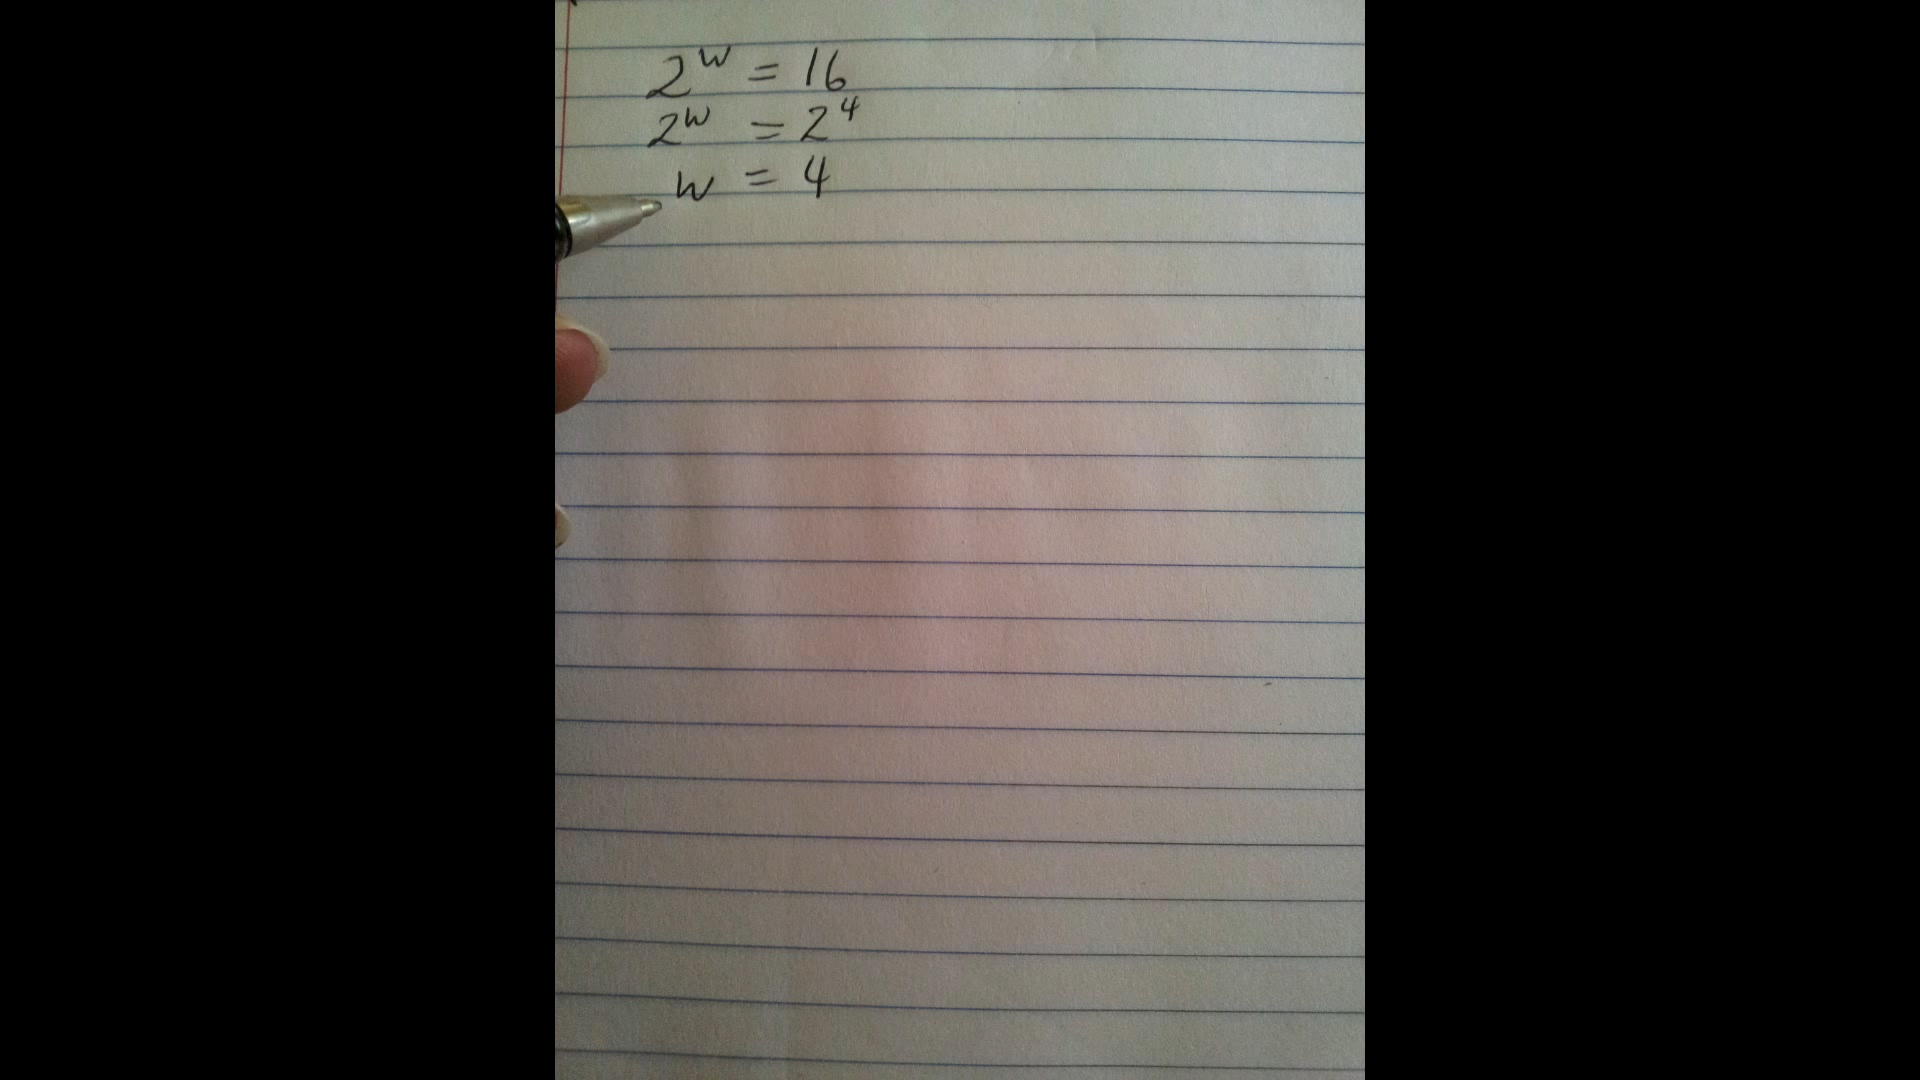 2^w = 16
2^w = 2^4
w = 4